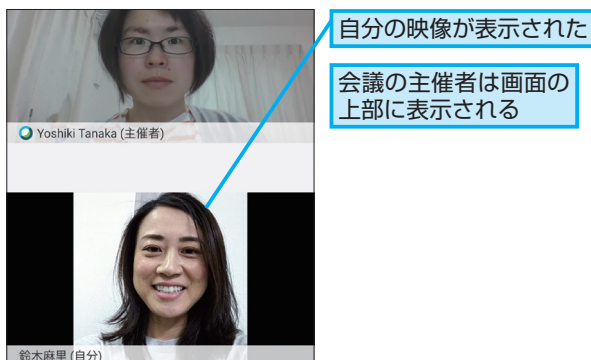 自分の映像が表示された
会議の主催者は画面の
上部に表示される
Yoshiki Tanaka (主催者)
鈴木麻里 (自分)